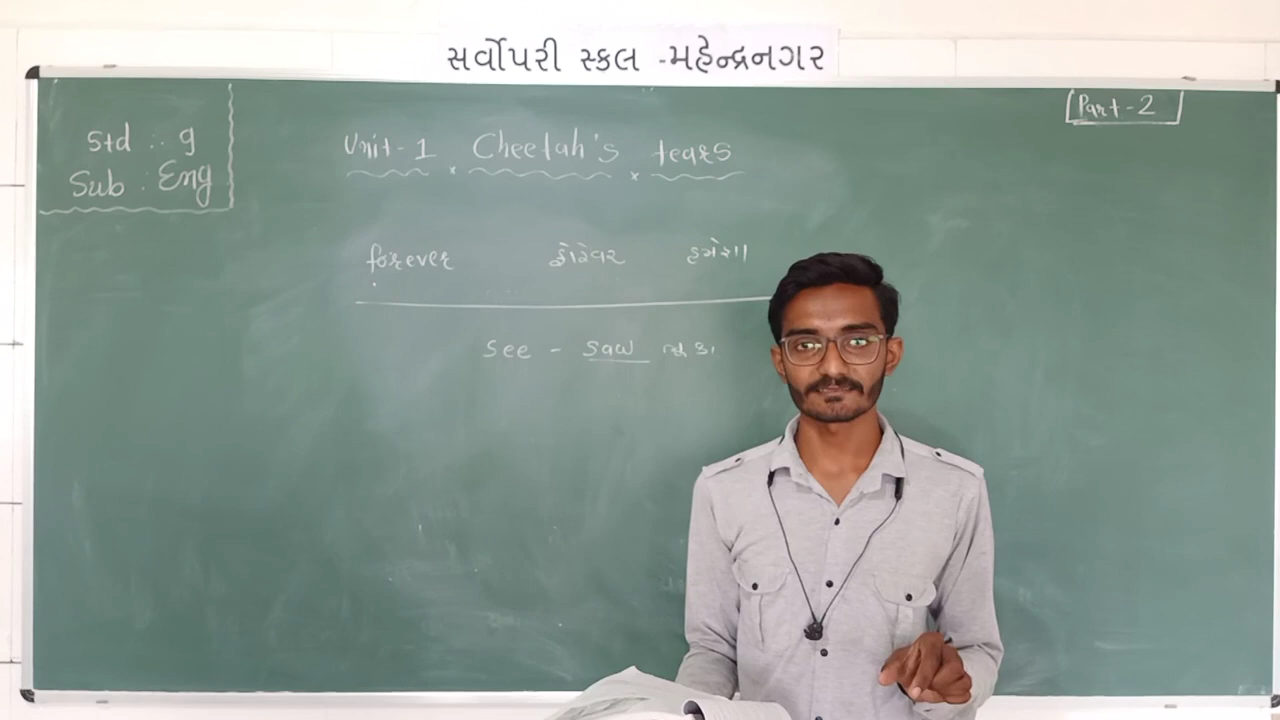 સર્વોપરી સ્કુલ -મહેન્દ્રનગર
Part-2
Std : 9
Sub : Eng
Unit-1 Cheetah's tears
forever ફોરેવર હંમેશા
see - saw